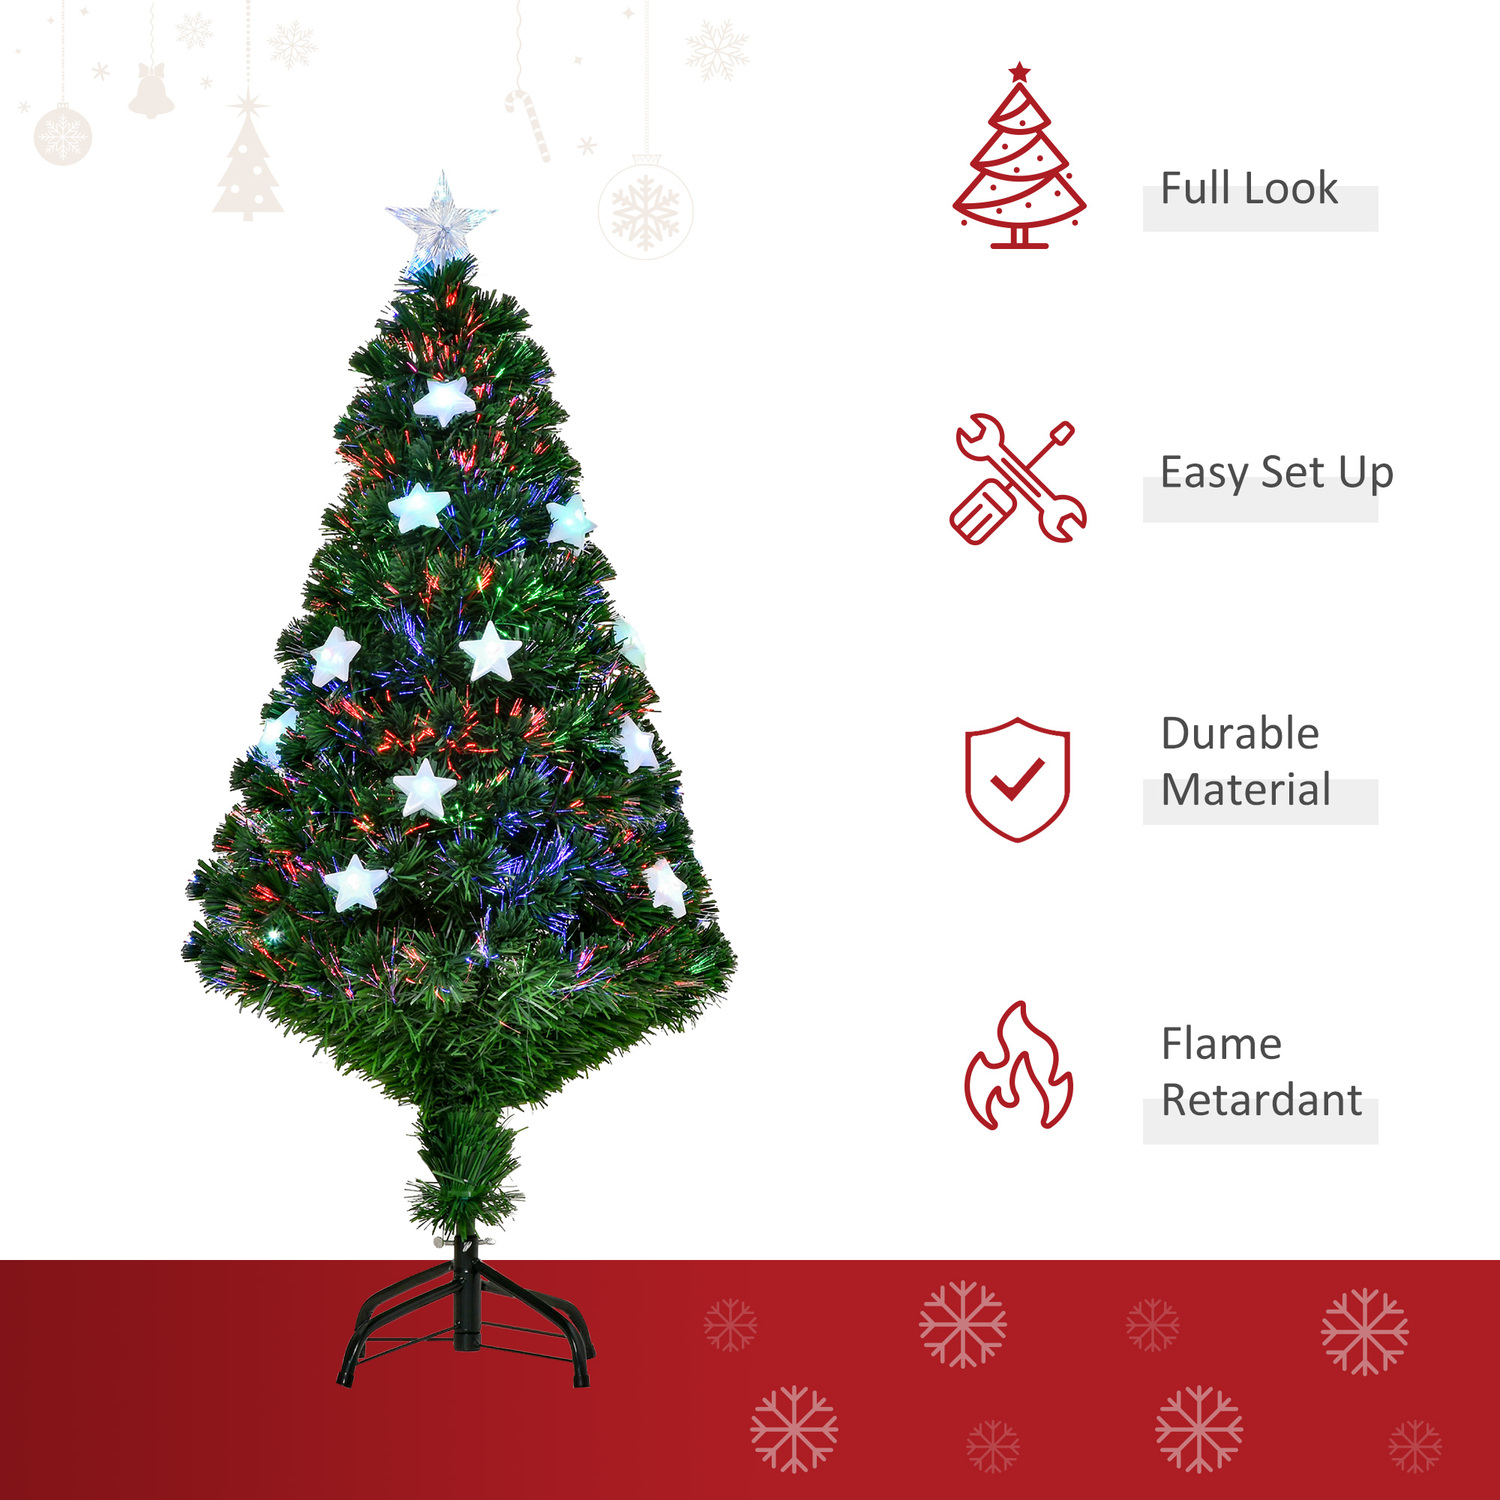 Full Look
Easy Set Up
Durable
Material
Flame
Retardant